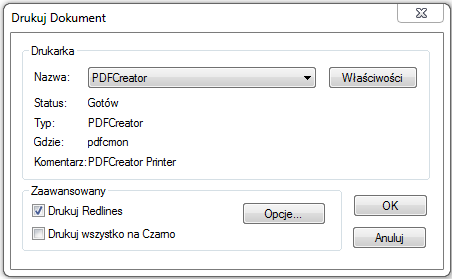 Drukuj Dokument
Drukarka
Nazwa: PDFCreator Właściwości
Status: Gotów
Typ: PDFCreator
Gdzie: pdfcmon
Komentarz: PDFCreator Printer
Zaawansowany
Drukuj Redlines
Opcje...
OK
Drukuj wszystko na Czarno
Anuluj